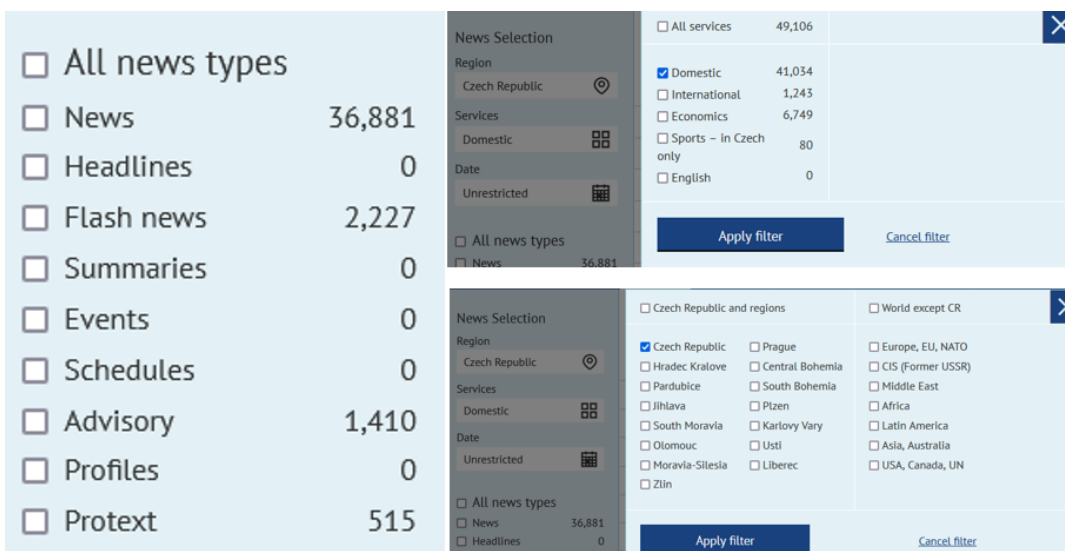 All news types
News 36,881
Headlines 0
Flash news 2,227
Summaries 0
Events 0
Schedules 0
Advisory 1,410
Profiles 0
Protext 515
News Selection
Region
Czech Republic
Services
Domestic
Date
Unrestricted
All news types
News 36,881
All services 49,106
Domestic 41,034
International 1,243
Economics 6,749
Sports – in Czech only 80
English 0
Apply filter Cancel filter
News Selection
Region
Czech Republic
Services
Domestic
Date
Unrestricted
All news types
News 36,881
Headlines 0
Czech Republic and regions World except CR
Czech Republic Prague Europe, EU, NATO
Hradec Kralove Central Bohemia CIS (Former USSR)
Pardubice South Bohemia Middle East
Jihlava Plzen Africa
South Moravia Karlovy Vary Latin America
Olomouc Usti Asia, Australia
Moravia-Silesia Liberec USA, Canada, UN
Zlin
Apply filter Cancel filter